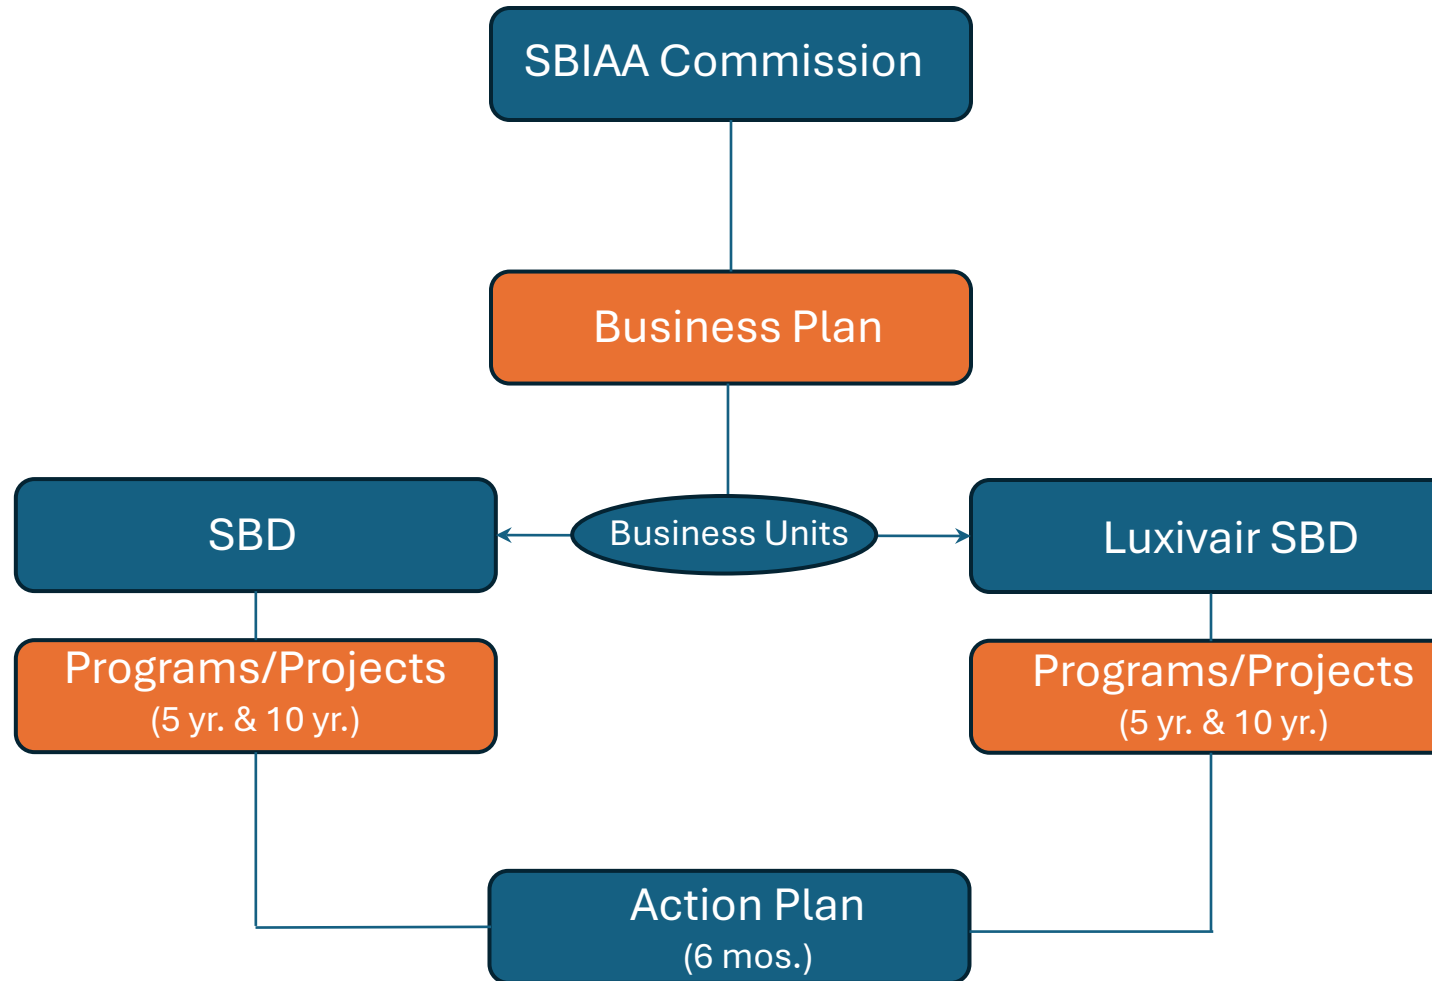 SBIAA Commission
Business Plan
SBD
Business Units
Luxivair SBD
Programs/Projects
(5 yr. & 10 yr.)
Programs/Projects
(5 yr. & 10 yr.)
Action Plan
(6 mos.)